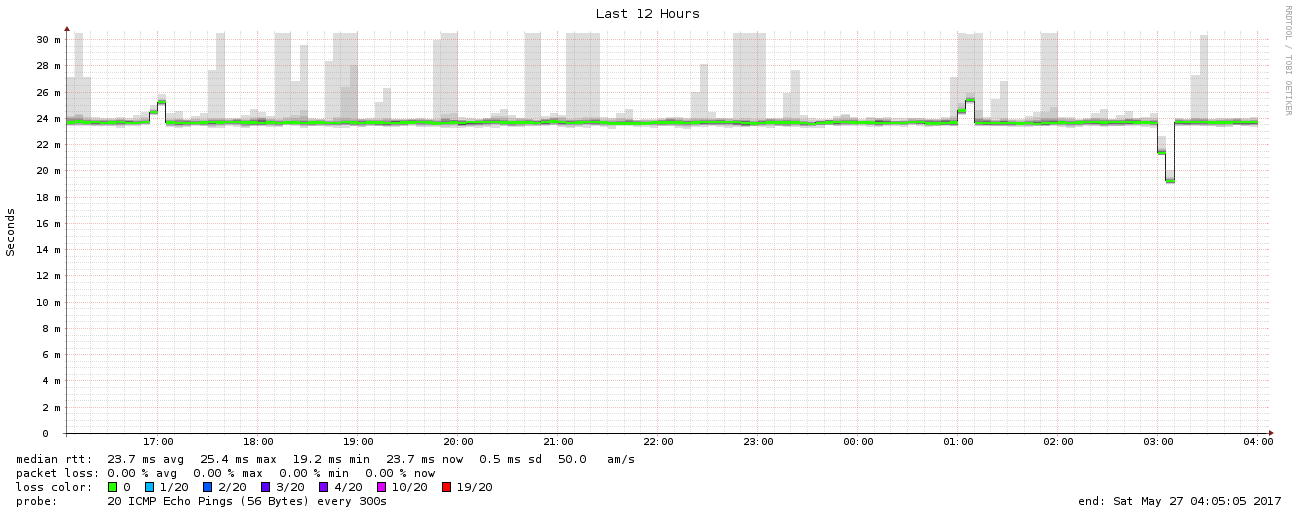 Last 12 Hours
RRDTOOL / TOBI OETIKER
Seconds
30 m
28 m
26 m
24 m
22 m
20 m
18 m
16 m
14 m
12 m
10 m
8 m
6 m
4 m
2 m
0
17:00 18:00 19:00 20:00 21:00 22:00 23:00 00:00 01:00 02:00 03:00 04:00
median rtt: 23.7 ms avg 25.4 ms max 19.2 ms min 23.7 ms now 0.5 ms sd 50.0 am/s
packet loss: 0.00 % avg 0.00 % max 0.00 % min 0.00 % now
loss color: 0 1/20 2/20 3/20 4/20 10/20 19/20
probe: 20 ICMP Echo Pings (56 Bytes) every 300s end: Sat May 27 04:05:05 2017